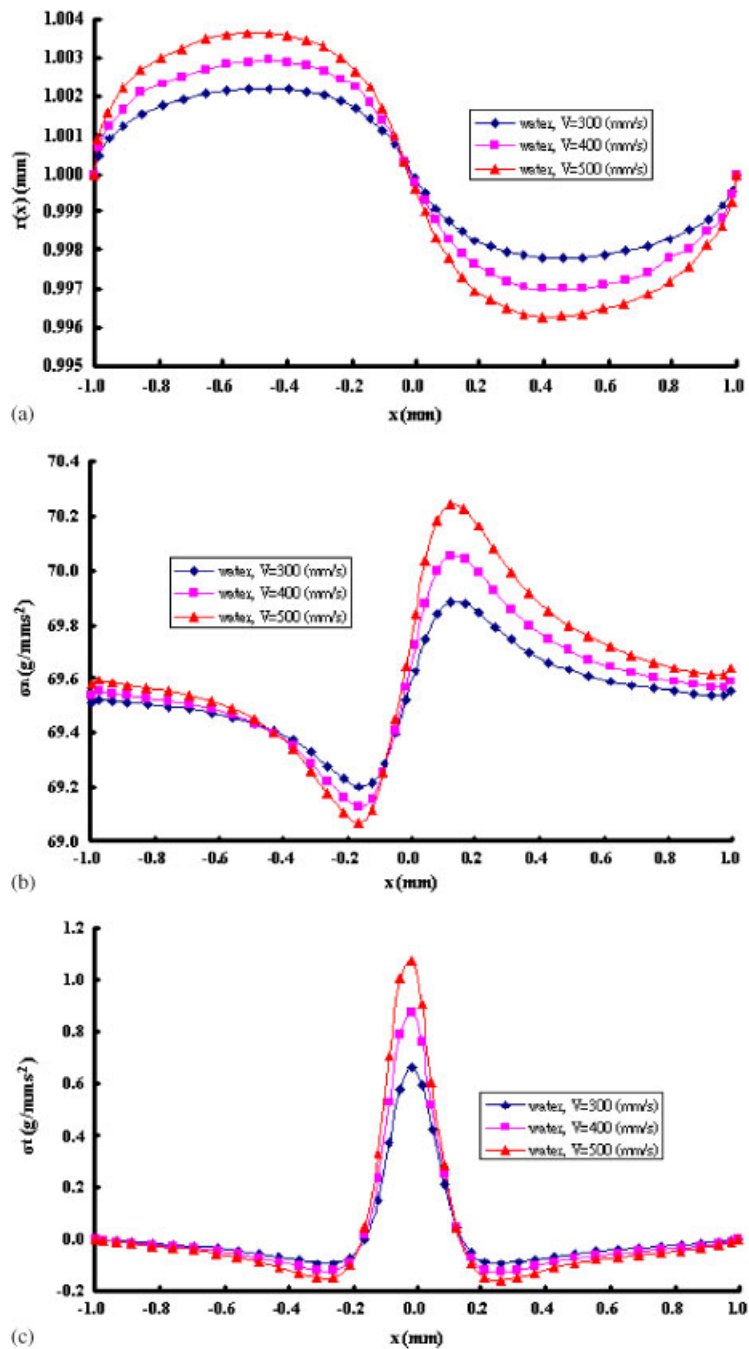 1.004
1.003
1.002
1.001
1.000
0.999
0.998
0.997
0.996
0.995
r(x) (mm)
water, V=300 (mm/s)
water, V=400 (mm/s)
water, V=500 (mm/s)
-1.0 -0.8 -0.6 -0.4 -0.2 0.0 0.2 0.4 0.6 0.8 1.0
x (mm)
(a)
70.4
70.2
70.0
69.8
69.6
69.4
69.2
69.0
σn (g/mms²)
water, V=300 (mm/s)
water, V=400 (mm/s)
water, V=500 (mm/s)
-1.0 -0.8 -0.6 -0.4 -0.2 0.0 0.2 0.4 0.6 0.8 1.0
x (mm)
(b)
1.2
1.0
0.8
0.6
0.4
0.2
0.0
-0.2
σt (g/mms²)
water, V=300 (mm/s)
water, V=400 (mm/s)
water, V=500 (mm/s)
-1.0 -0.8 -0.6 -0.4 -0.2 0.0 0.2 0.4 0.6 0.8 1.0
x (mm)
(c)